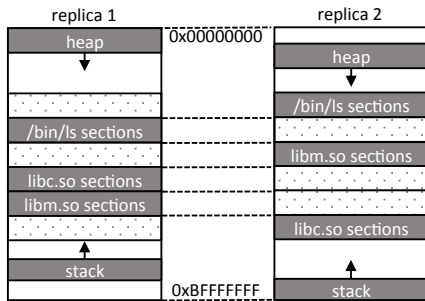 replica 1
heap
/bin/ls sections
libc.so sections
libm.so sections
stack
0x00000000
0xBFFFFFFF
replica 2
heap
/bin/ls sections
libm.so sections
libc.so sections
stack